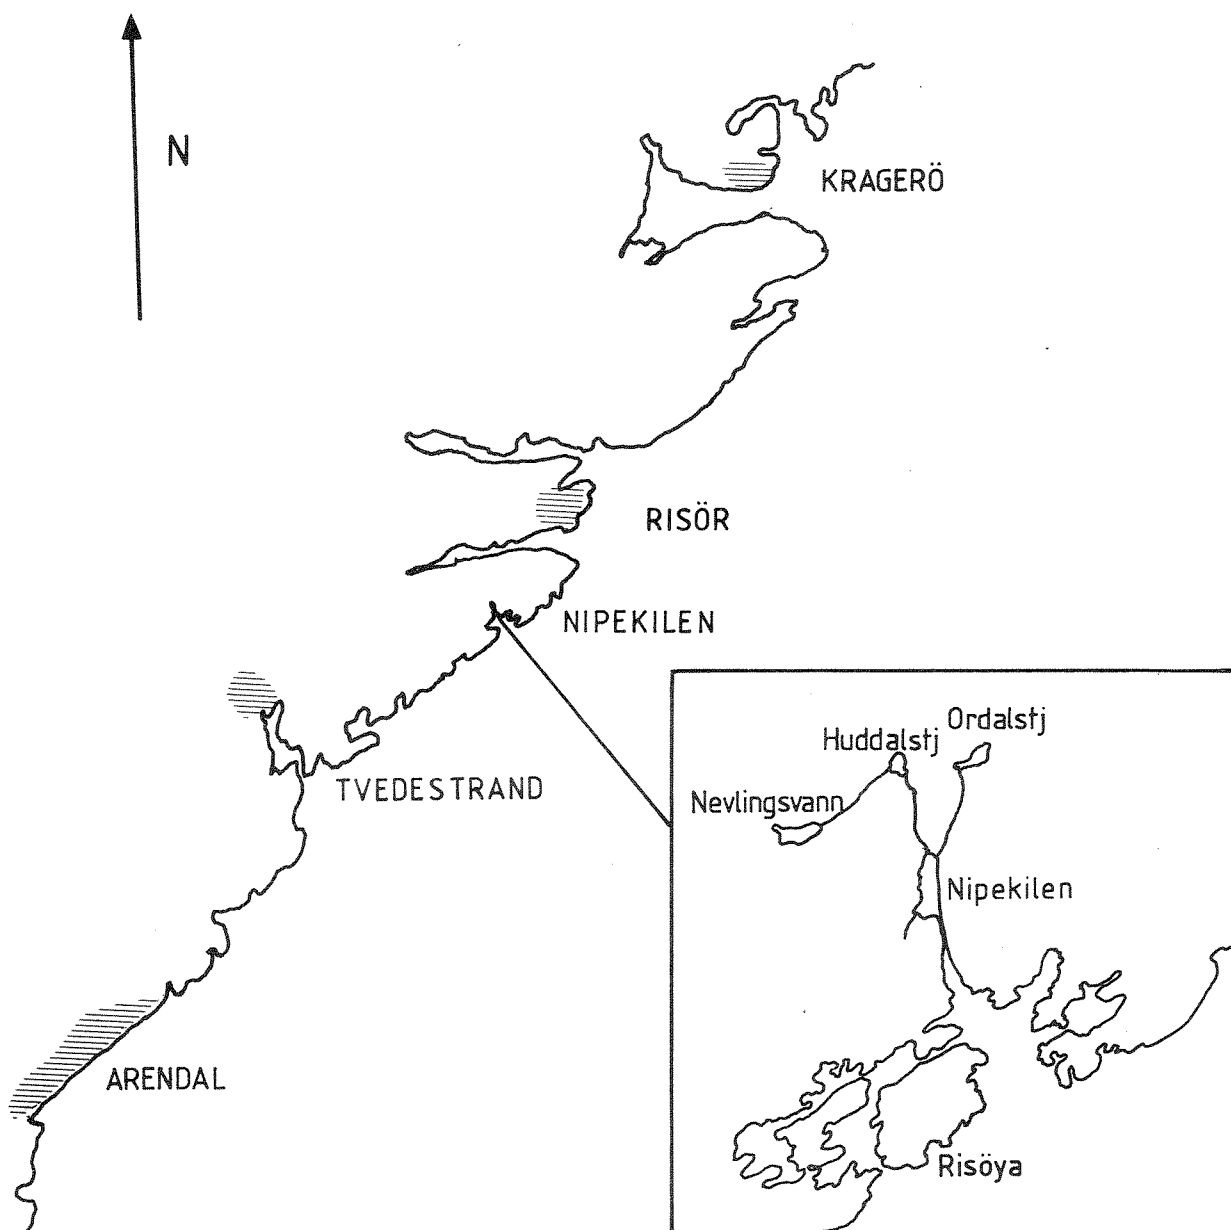 N
KRAGERÖ
RISÖR
NIPEKILEN
TVEDESTRAND
ARENDAL
Ordalstj
Huddalstj
Nevlingsvann
Nipekilen
Risöya